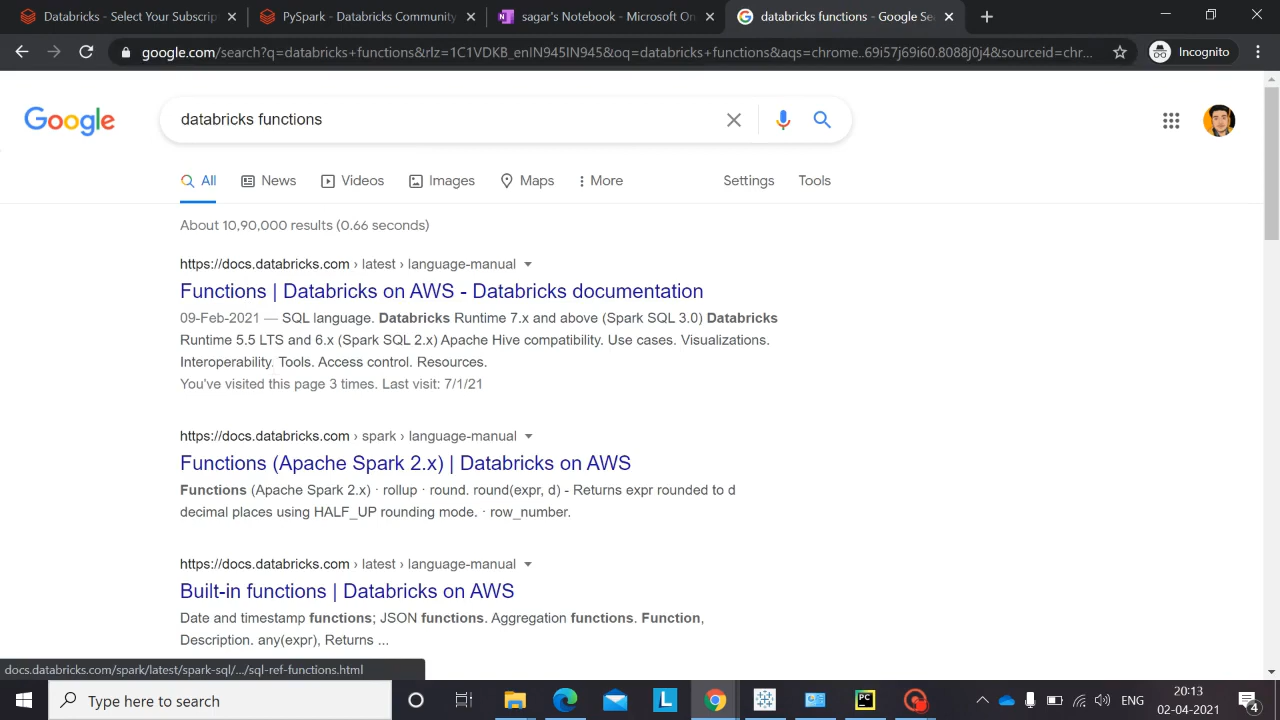 Databricks - Select Your Subscrip
PySpark - Databricks Community
sagar's Notebook - Microsoft On
databricks functions - Google Se
google.com/search?q=databricks+functions&rlz=1C1VDKB_enIN945IN945&oq=databricks+functions&aqs=chrome..69i57j69i60.8088j0j4&sourceid=chr...
Incognito
Google
databricks functions
All
News
Videos
Images
Maps
More
Settings
Tools
About 10,90,000 results (0.66 seconds)
https://docs.databricks.com › latest › language-manual
Functions | Databricks on AWS - Databricks documentation
09-Feb-2021 — SQL language. Databricks Runtime 7.x and above (Spark SQL 3.0) Databricks
Runtime 5.5 LTS and 6.x (Spark SQL 2.x) Apache Hive compatibility. Use cases. Visualizations.
Interoperability. Tools. Access control. Resources.
You've visited this page 3 times. Last visit: 7/1/21
https://docs.databricks.com › spark › language-manual
Functions (Apache Spark 2.x) | Databricks on AWS
Functions (Apache Spark 2.x) · rollup · round. round(expr, d) - Returns expr rounded to d
decimal places using HALF_UP rounding mode. · row_number.
https://docs.databricks.com › latest › language-manual
Built-in functions | Databricks on AWS
Date and timestamp functions; JSON functions. Aggregation functions. Function,
Description. any(expr), Returns ...
docs.databricks.com/spark/latest/spark-sql/.../sql-ref-functions.html
Type here to search
L
PC
ENG
20:13
02-04-2021
4